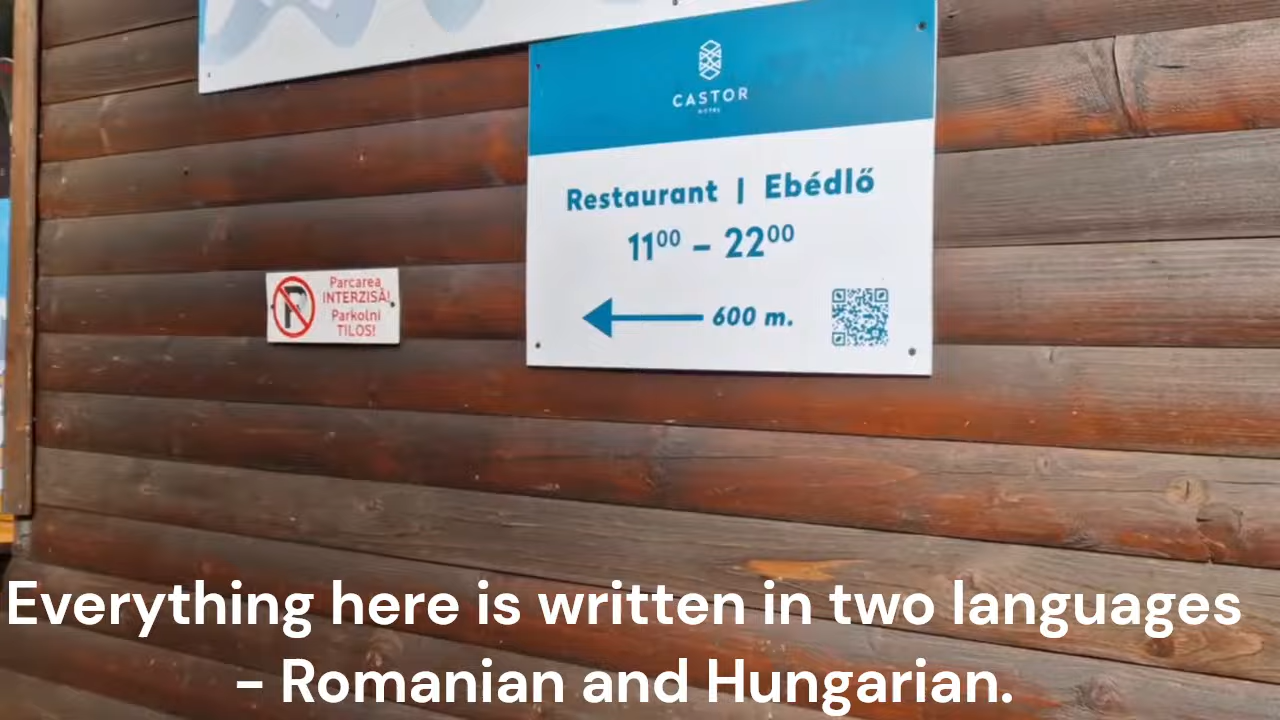 CASTOR
HOTEL
Restaurant | Ebédlő
11⁰⁰ – 22⁰⁰
600 m.
Parcarea
INTERZISĂ!
Parkolni
TILOS!
Everything here is written in two languages
– Romanian and Hungarian.